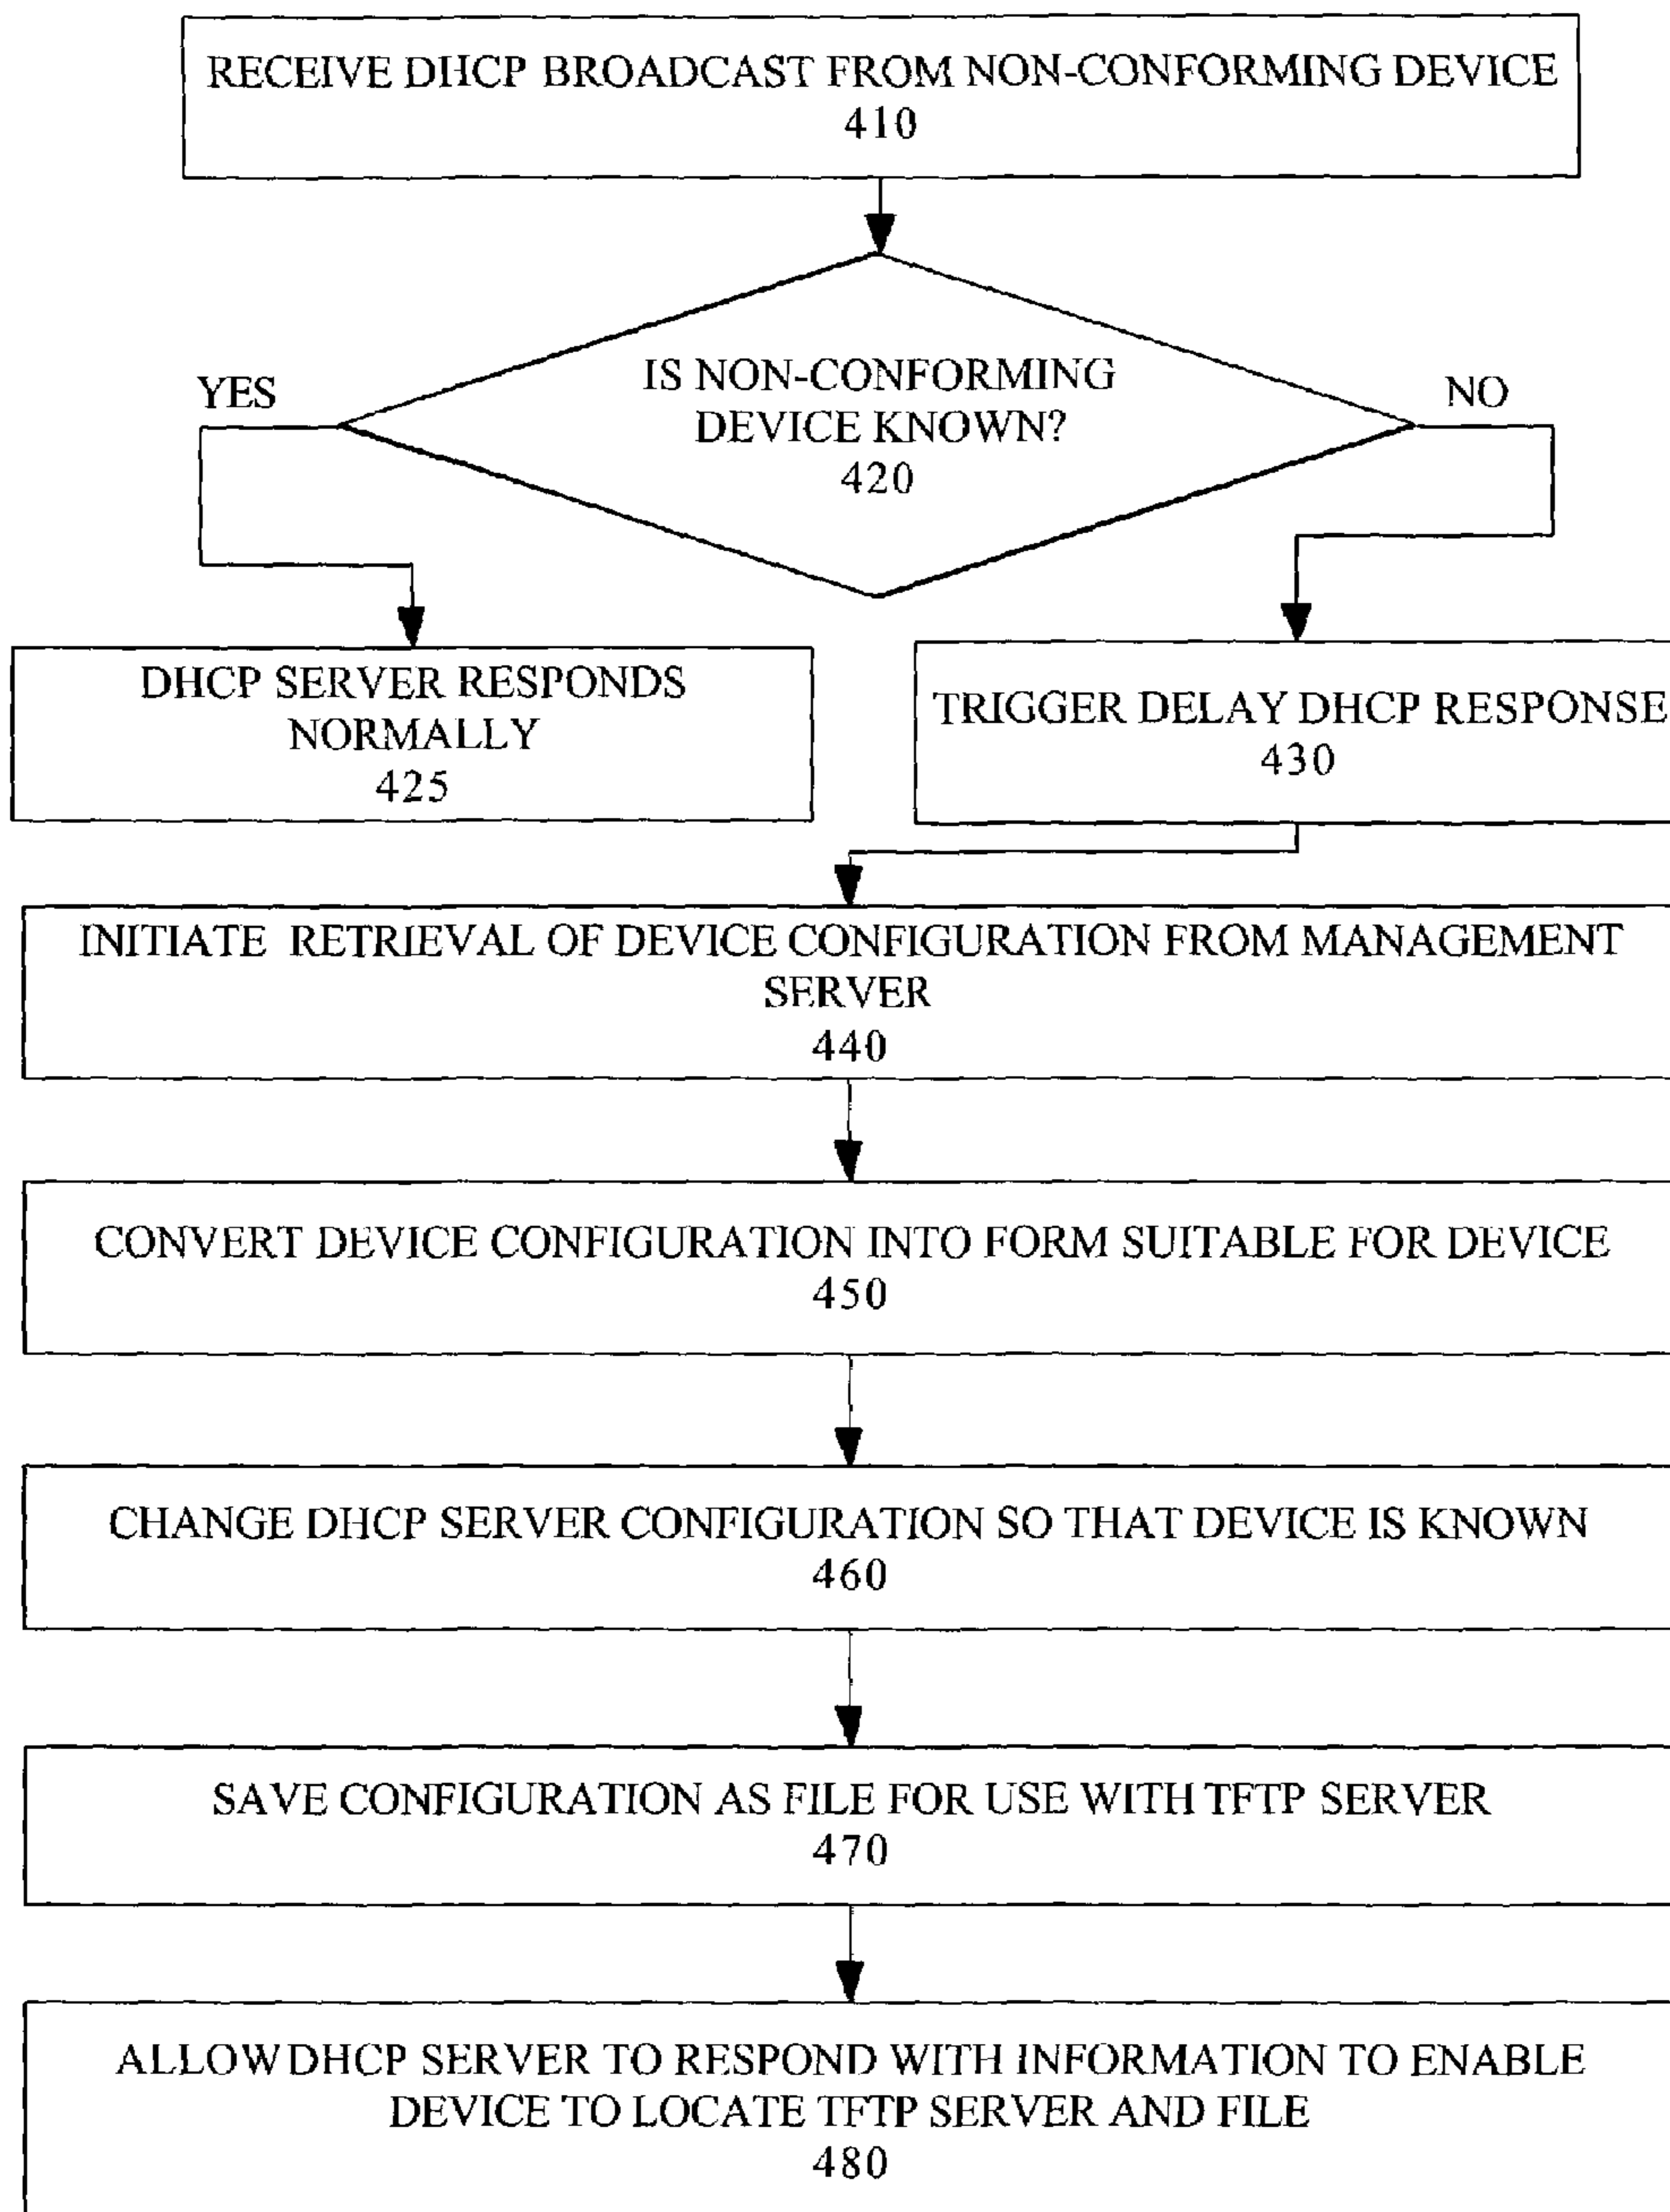 RECEIVE DHCP BROADCAST FROM NON-CONFORMING DEVICE
410
IS NON-CONFORMING
DEVICE KNOWN?
420
YES
NO
DHCP SERVER RESPONDS
NORMALLY
425
TRIGGER DELAY DHCP RESPONSE
430
INITIATE RETRIEVAL OF DEVICE CONFIGURATION FROM MANAGEMENT
SERVER
440
CONVERT DEVICE CONFIGURATION INTO FORM SUITABLE FOR DEVICE
450
CHANGE DHCP SERVER CONFIGURATION SO THAT DEVICE IS KNOWN
460
SAVE CONFIGURATION AS FILE FOR USE WITH TFTP SERVER
470
ALLOW DHCP SERVER TO RESPOND WITH INFORMATION TO ENABLE
DEVICE TO LOCATE TFTP SERVER AND FILE
480